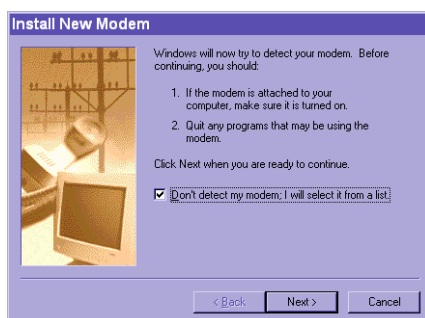 Install New Modem
Windows will now try to detect your modem. Before
continuing, you should:
1. If the modem is attached to your
computer, make sure it is turned on.
2. Quit any programs that may be using the
modem.
Click Next when you are ready to continue.
Don't detect my modem; I will select it from a list.
< Back Next > Cancel